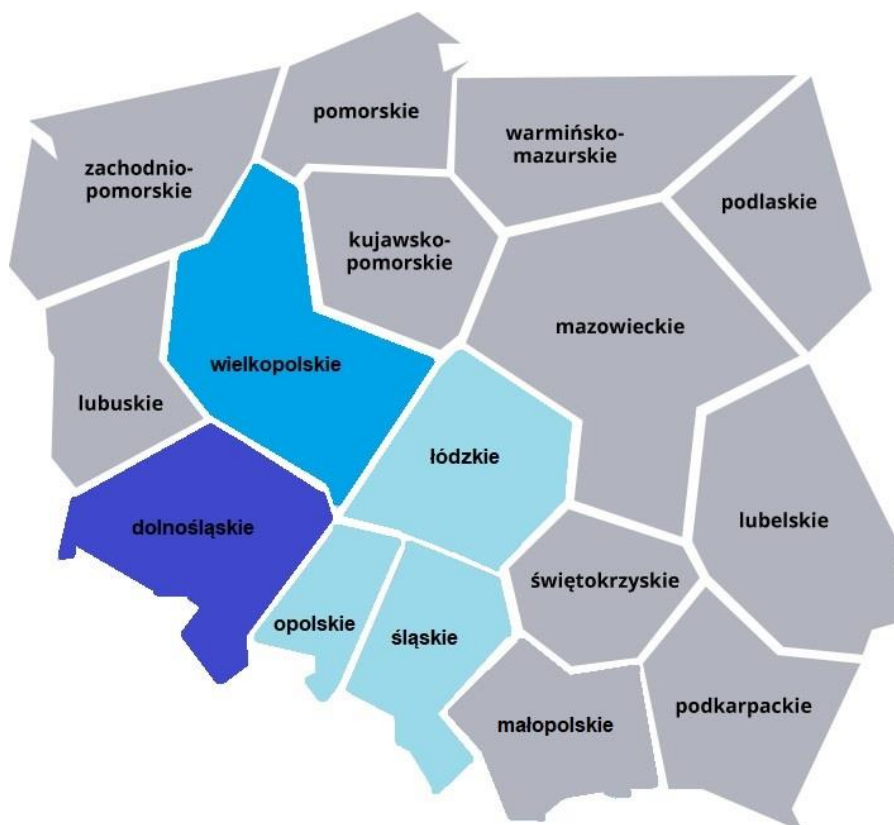 pomorskie
warmińsko-
mazurskie
zachodnio-
pomorskie
podlaskie
kujawsko-
pomorskie
mazowieckie
wielkopolskie
lubuskie
łódzkie
dolnośląskie
lubelskie
świętokrzyskie
opolskie
śląskie
podkarpackie
małopolskie